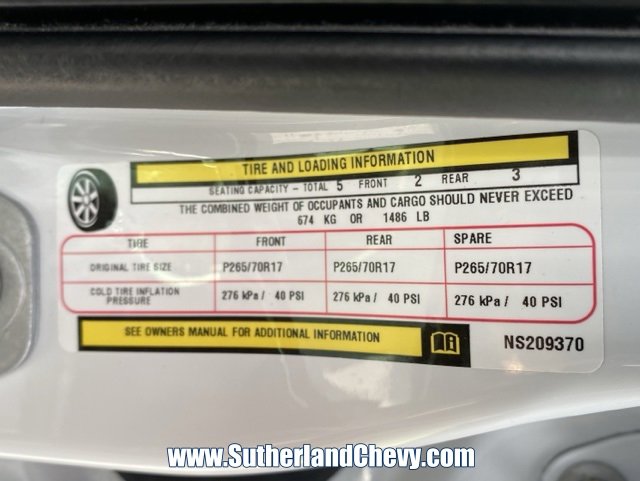 TIRE AND LOADING INFORMATION
SEATING CAPACITY - TOTAL 5 FRONT 2 REAR 3
THE COMBINED WEIGHT OF OCCUPANTS AND CARGO SHOULD NEVER EXCEED
674 KG OR 1486 LB
TIRE FRONT REAR SPARE
ORIGINAL TIRE SIZE P265/70R17 P265/70R17 P265/70R17
COLD TIRE INFLATION PRESSURE 276 kPa / 40 PSI 276 kPa / 40 PSI 276 kPa / 40 PSI
SEE OWNERS MANUAL FOR ADDITIONAL INFORMATION
NS209370
www.SutherlandChevy.com